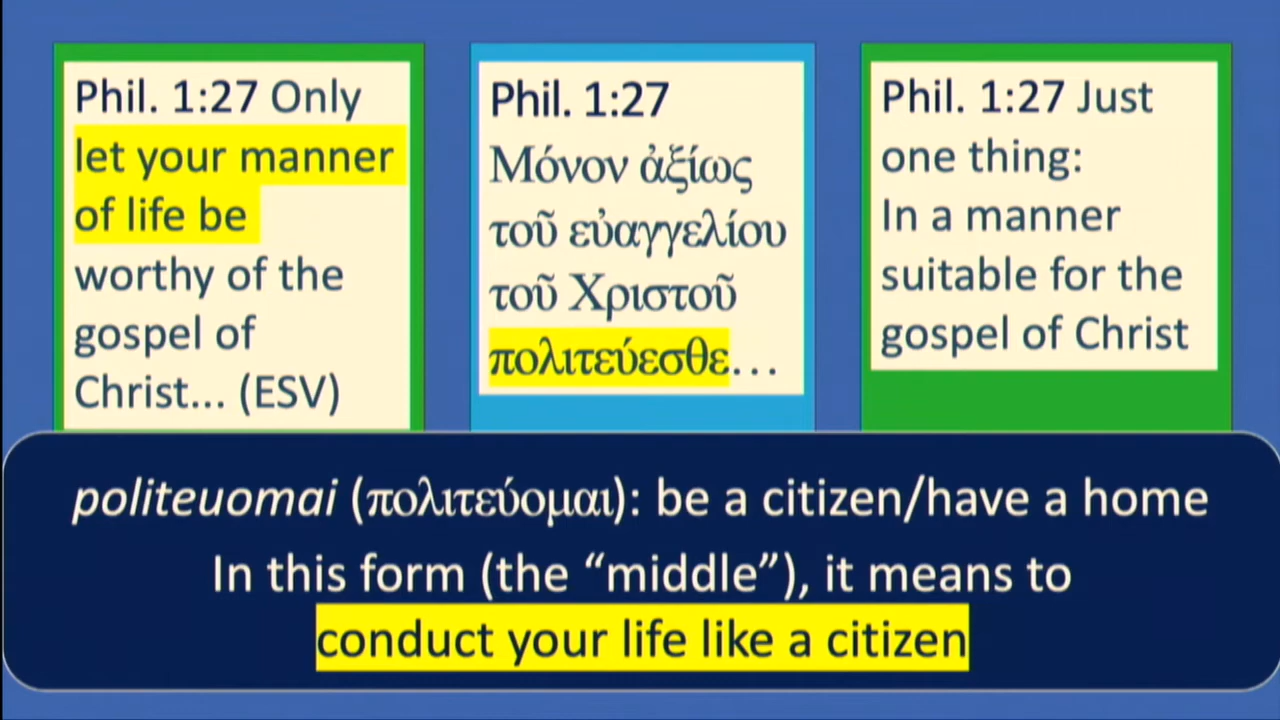 Phil. 1:27 Only
let your manner
of life be
worthy of the
gospel of
Christ... (ESV)
Phil. 1:27
Μόνον ἀξίως
τοῦ εὐαγγελίου
τοῦ Χριστοῦ
πολιτεύεσθε...
Phil. 1:27 Just
one thing:
In a manner
suitable for the
gospel of Christ
politeuomai (πολιτεύομαι): be a citizen/have a home
In this form (the “middle”), it means to
conduct your life like a citizen